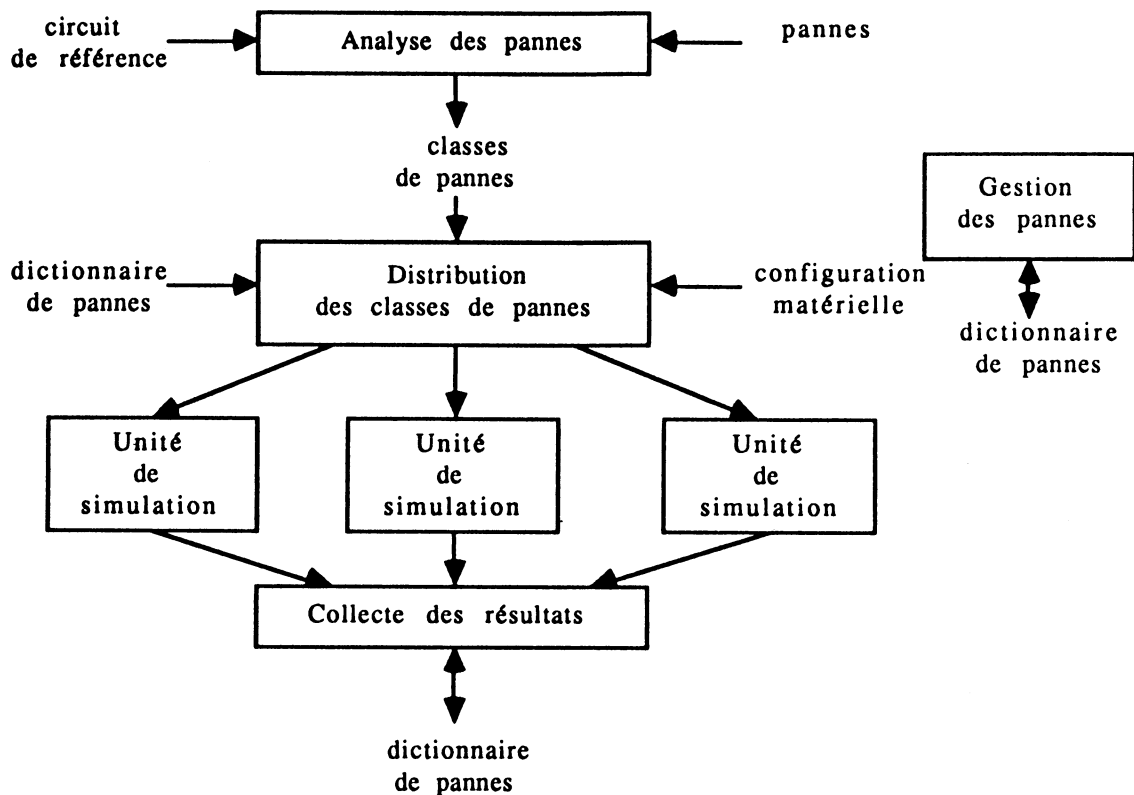 circuit
de référence
Analyse des pannes
pannes
classes
de pannes
Gestion
des pannes
dictionnaire
de pannes
Distribution
des classes de pannes
configuration
matérielle
dictionnaire
de pannes
Unité
de
simulation
Unité
de
simulation
Unité
de
simulation
Collecte des résultats
dictionnaire
de pannes